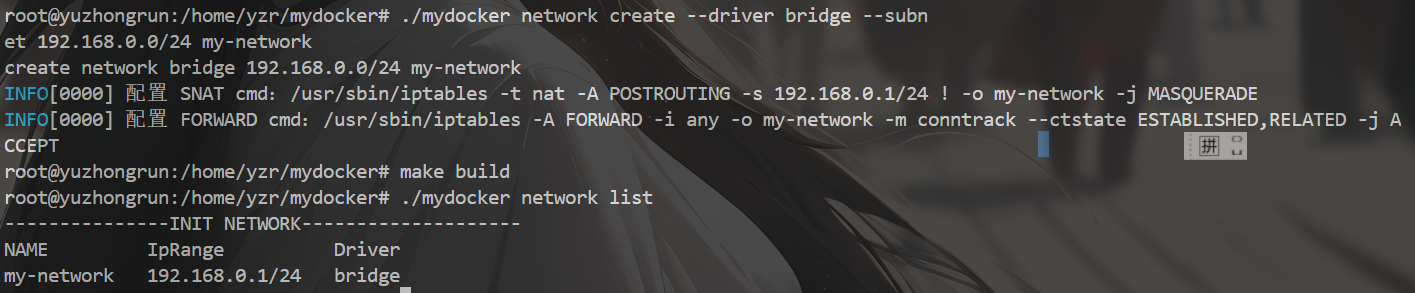 root@yuzhongrun:/home/yzr/mydocker# ./mydocker network create --driver bridge --subn
et 192.168.0.0/24 my-network
create network bridge 192.168.0.0/24 my-network
INFO[0000] 配置 SNAT cmd：/usr/sbin/iptables -t nat -A POSTROUTING -s 192.168.0.1/24 ! -o my-network -j MASQUERADE
INFO[0000] 配置 FORWARD cmd：/usr/sbin/iptables -A FORWARD -i any -o my-network -m conntrack --ctstate ESTABLISHED,RELATED -j A
CCEPT
拼
root@yuzhongrun:/home/yzr/mydocker# make build
root@yuzhongrun:/home/yzr/mydocker# ./mydocker network list
---------------INIT NETWORK--------------------
NAME IpRange Driver
my-network 192.168.0.1/24 bridge